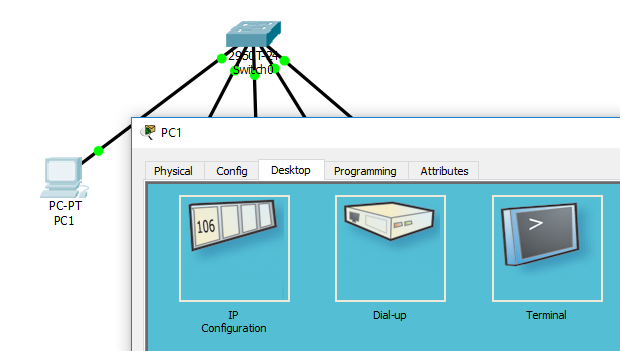 2950T-24
Switch0
PC1
Physical
Config
Desktop
Programming
Attributes
PC-PT
PC1
106
>
IP
Configuration
Dial-up
Terminal